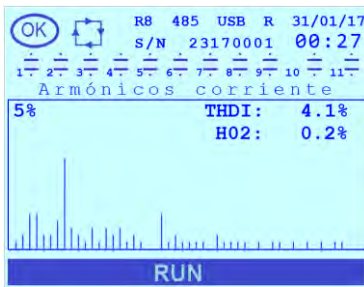 OK R8 485 USB R 31/01/17
S/N 23170001 00:27
1 2 3 4 5 6 7 8 9 10 11
Armónicos corriente
5% THDI: 4.1%
H02: 0.2%
RUN